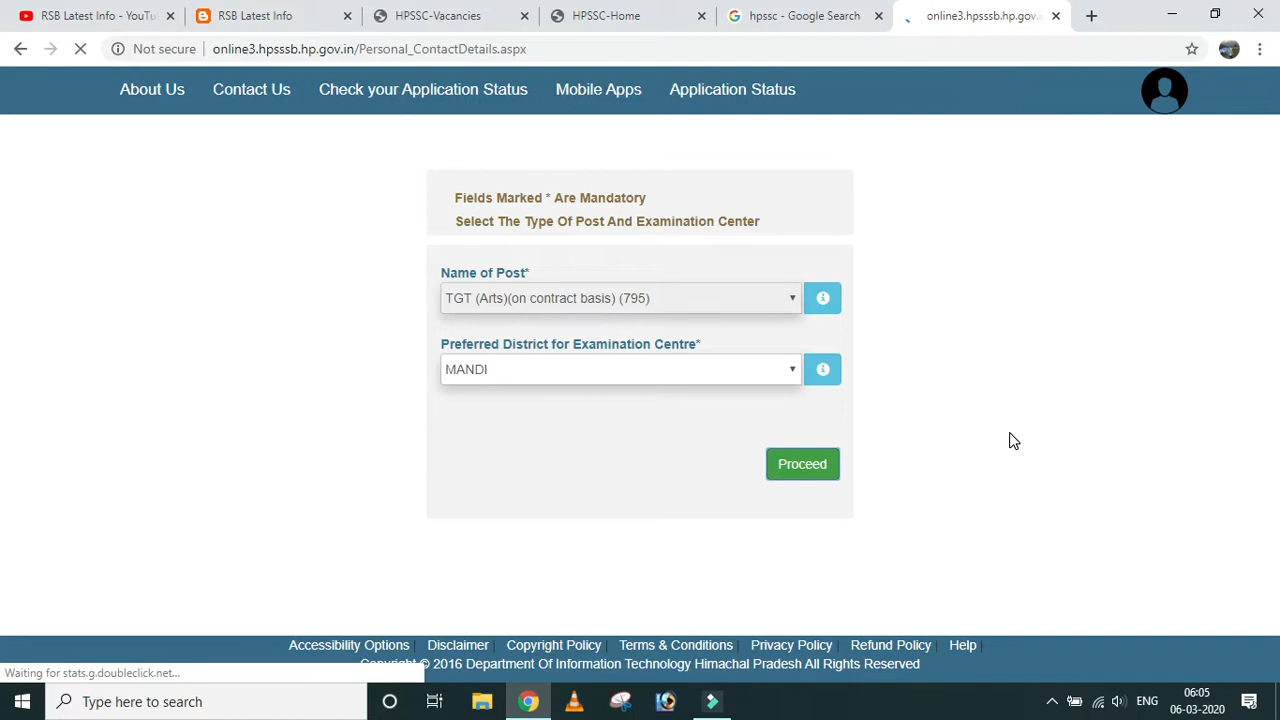 RSB Latest Info - YouTu
RSB Latest Info
HPSSC-Vacancies
HPSSC-Home
hpssc - Google Search
online3.hpsssb.hp.gov.in
Not secure
online3.hpsssb.hp.gov.in/Personal_ContactDetails.aspx
About Us
Contact Us
Check your Application Status
Mobile Apps
Application Status
Fields Marked * Are Mandatory
Select The Type Of Post And Examination Center
Name of Post*
TGT (Arts)(on contract basis) (795)
Preferred District for Examination Centre*
MANDI
Proceed
Accessibility Options |
Disclaimer |
Copyright Policy |
Terms & Conditions |
Privacy Policy |
Refund Policy |
Help |
Copyright © 2016 Department Of Information Technology Himachal Pradesh All Rights Reserved
Waiting for stats.g.doubleclick.net...
Type here to search
ENG
06:05
06-03-2020